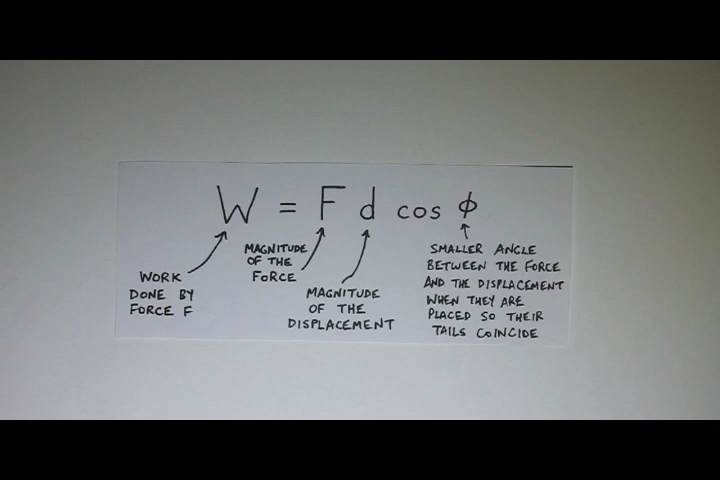 W = F d cos ϕ
WORK
DONE BY
FORCE F
MAGNITUDE
OF THE
FORCE
MAGNITUDE
OF THE
DISPLACEMENT
SMALLER ANGLE
BETWEEN THE FORCE
AND THE DISPLACEMENT
WHEN THEY ARE
PLACED SO THEIR
TAILS COINCIDE